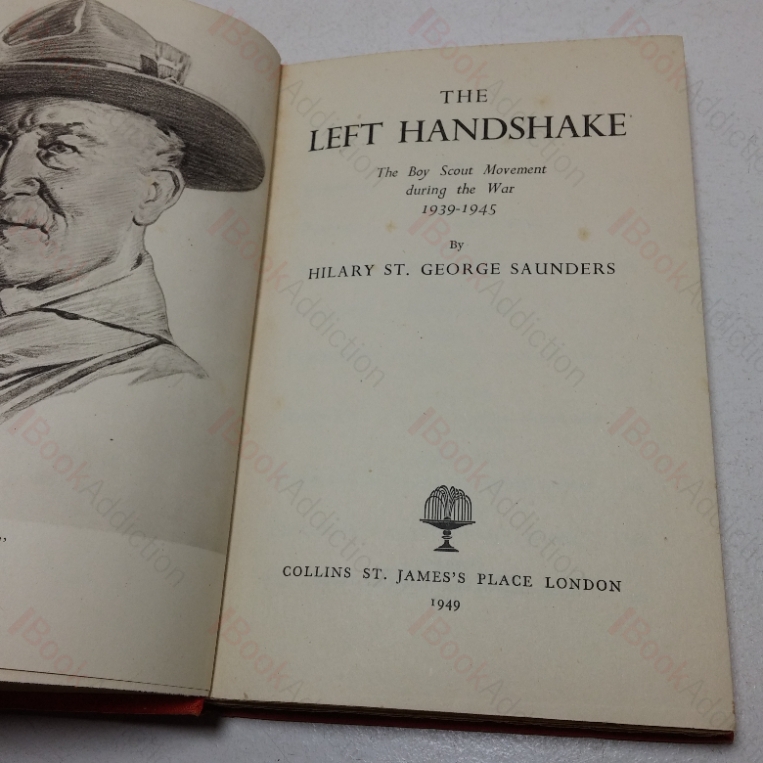 THE
LEFT HANDSHAKE
The Boy Scout Movement
during the War
1939-1945
By
HILARY ST. GEORGE SAUNDERS
COLLINS ST. JAMES'S PLACE LONDON
1949
BookAddiction